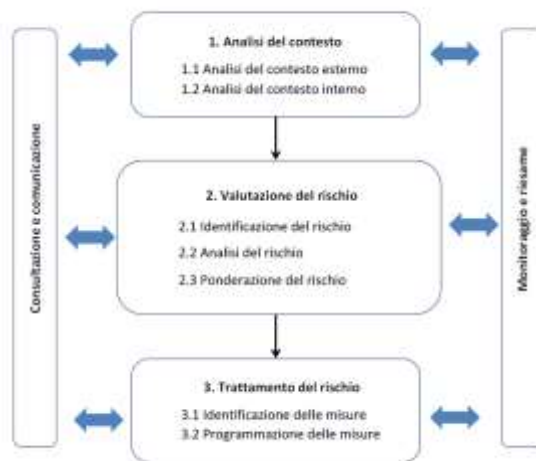 Consultazione e comunicazione
1. Analisi del contesto
1.1 Analisi del contesto esterno
1.2 Analisi del contesto interno
2. Valutazione del rischio
2.1 Identificazione del rischio
2.2 Analisi del rischio
2.3 Ponderazione del rischio
3. Trattamento del rischio
3.1 Identificazione delle misure
3.2 Programmazione delle misure
Monitoraggio e riesame